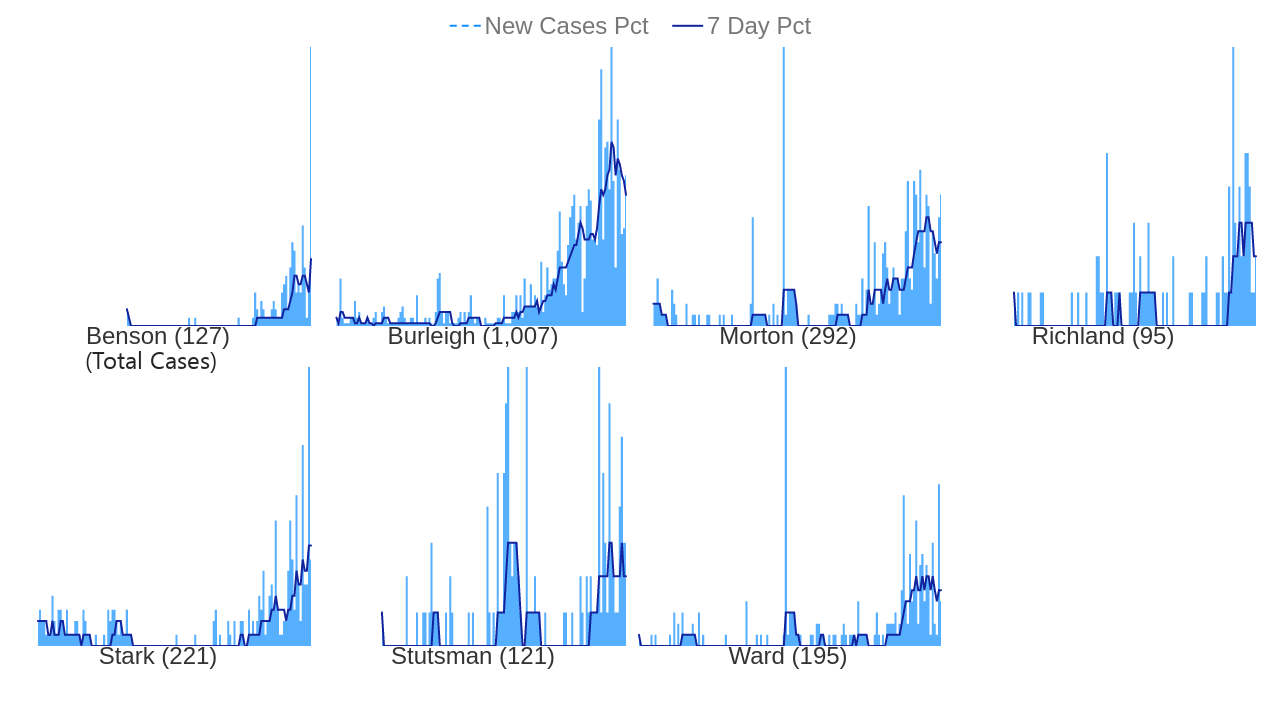 New Cases Pct 7 Day Pct
Benson (127) Burleigh (1,007) Morton (292) Richland (95)
(Total Cases)
Stark (221) Stutsman (121) Ward (195)